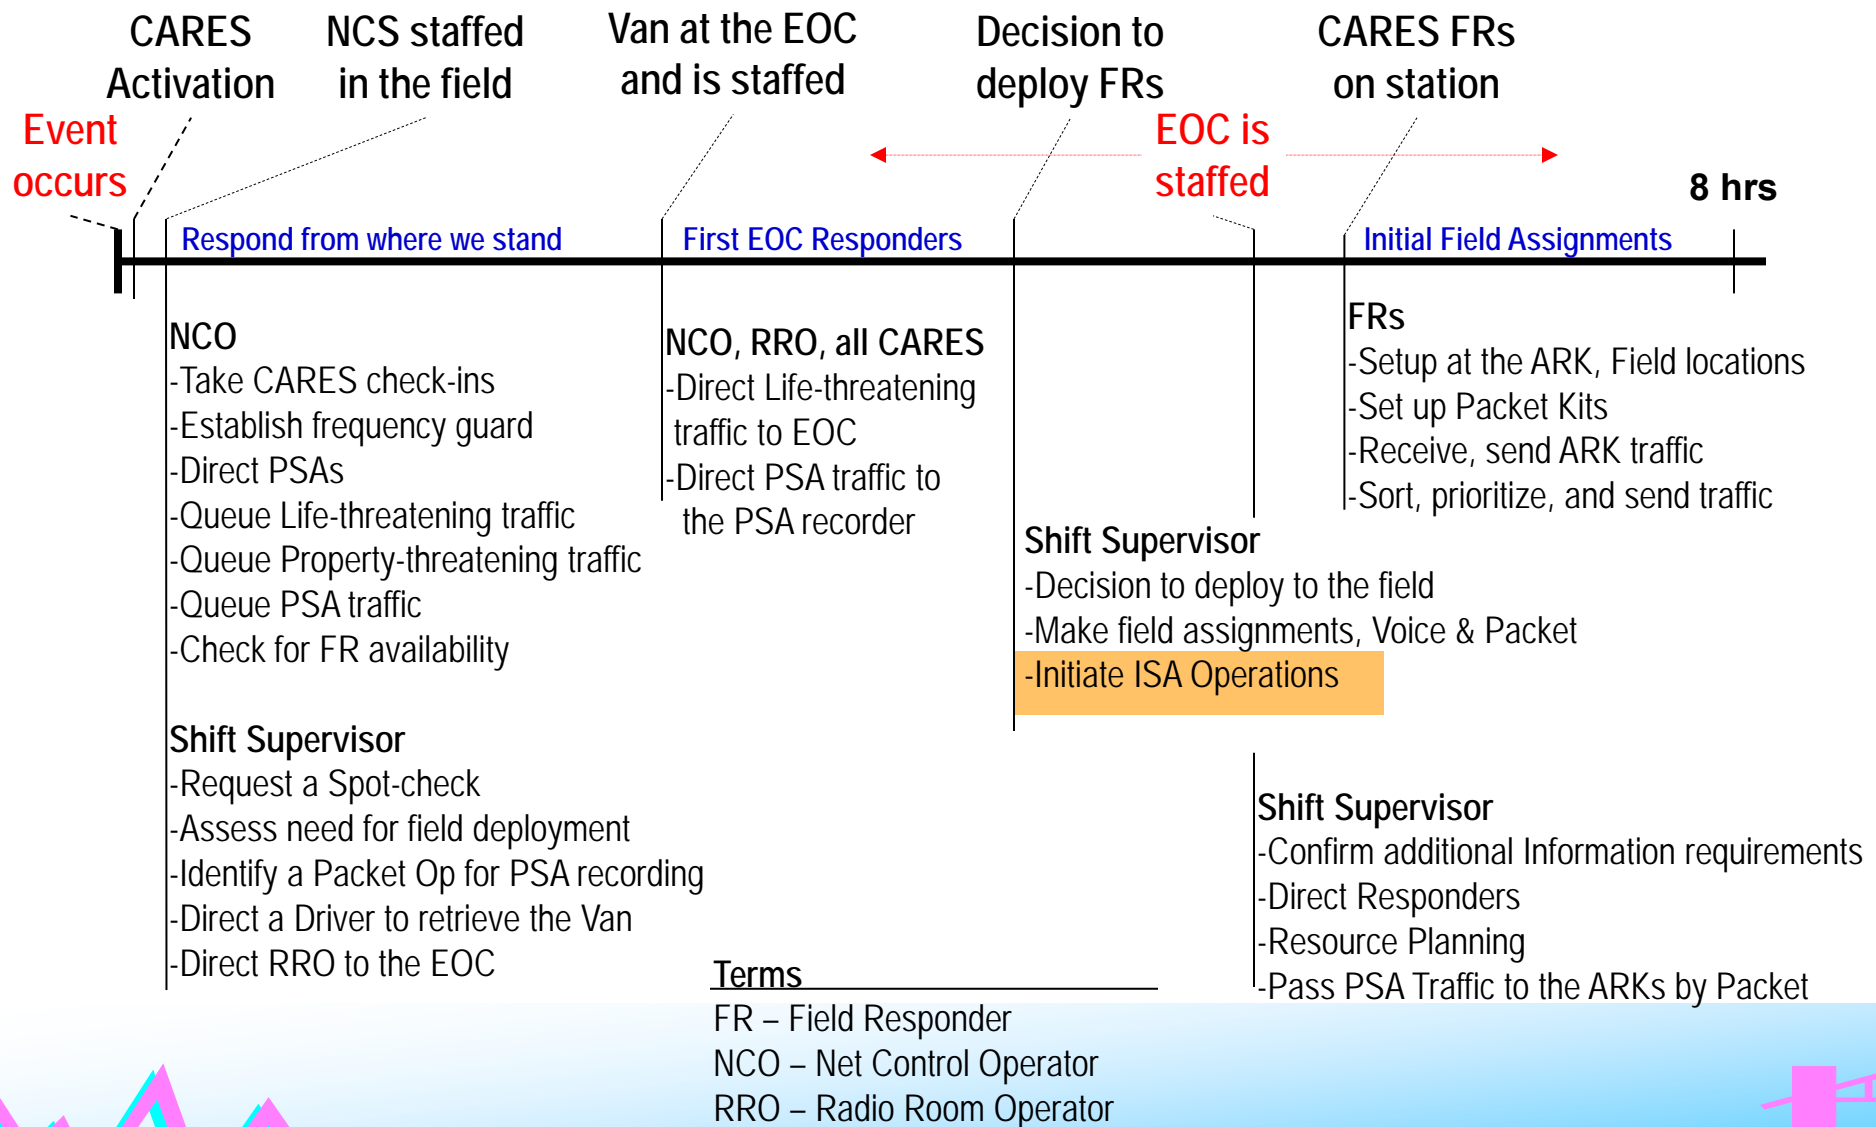 CARES
Activation
NCS staffed
in the field
Van at the EOC
and is staffed
Decision to
deploy FRs
CARES FRs
on station
Event
occurs
EOC is
staffed
8 hrs
Respond from where we stand
First EOC Responders
Initial Field Assignments
NCO
-Take CARES check-ins
-Establish frequency guard
-Direct PSAs
-Queue Life-threatening traffic
-Queue Property-threatening traffic
-Queue PSA traffic
-Check for FR availability
Shift Supervisor
-Request a Spot-check
-Assess need for field deployment
-Identify a Packet Op for PSA recording
-Direct a Driver to retrieve the Van
-Direct RRO to the EOC
NCO, RRO, all CARES
-Direct Life-threatening
traffic to EOC
-Direct PSA traffic to
the PSA recorder
Shift Supervisor
-Decision to deploy to the field
-Make field assignments, Voice & Packet
-Initiate ISA Operations
FRs
-Setup at the ARK, Field locations
-Set up Packet Kits
-Receive, send ARK traffic
-Sort, prioritize, and send traffic
Shift Supervisor
-Confirm additional Information requirements
-Direct Responders
-Resource Planning
-Pass PSA Traffic to the ARKs by Packet
Terms
FR – Field Responder
NCO – Net Control Operator
RRO – Radio Room Operator